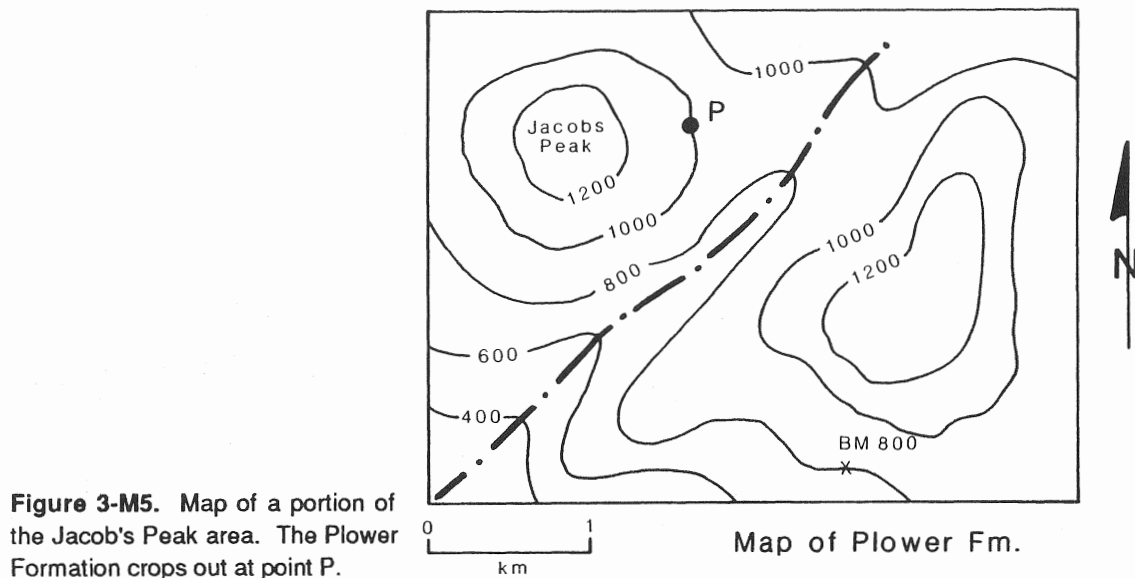 1000
P
Jacobs
Peak
1200
1000
1000
800
1200
N
600
400
BM 800
Figure 3-M5. Map of a portion of
the Jacob's Peak area. The Plower
Formation crops out at point P.
0 1
km
Map of Plower Fm.